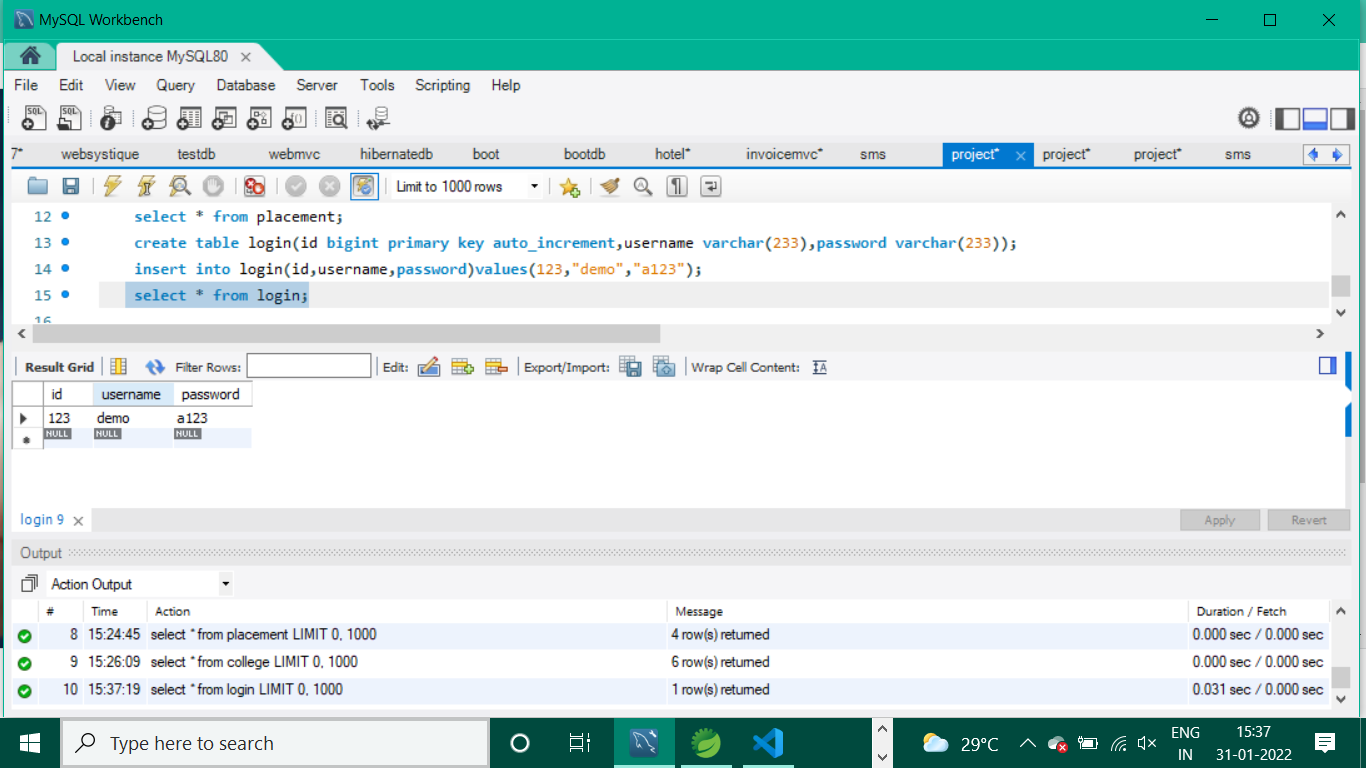 MySQL Workbench
Local instance MySQL80
File Edit View Query Database Server Tools Scripting Help
7* websystique testdb webmvc hibernatedb boot bootdb hotel* invoicemvc* sms project* project* project* sms
Limit to 1000 rows
12 select * from placement;
13 create table login(id bigint primary key auto_increment,username varchar(233),password varchar(233));
14 insert into login(id,username,password)values(123,"demo","a123");
15 select * from login;
16
Result Grid Filter Rows: Edit: Export/Import: Wrap Cell Content:
id username password
123 demo a123
NULL NULL NULL
login 9 Apply Revert
Output
Action Output
# Time Action Message Duration / Fetch
8 15:24:45 select * from placement LIMIT 0, 1000 4 row(s) returned 0.000 sec / 0.000 sec
9 15:26:09 select * from college LIMIT 0, 1000 6 row(s) returned 0.000 sec / 0.000 sec
10 15:37:19 select * from login LIMIT 0, 1000 1 row(s) returned 0.031 sec / 0.000 sec
Type here to search 29°C ENG 15:37
IN 31-01-2022